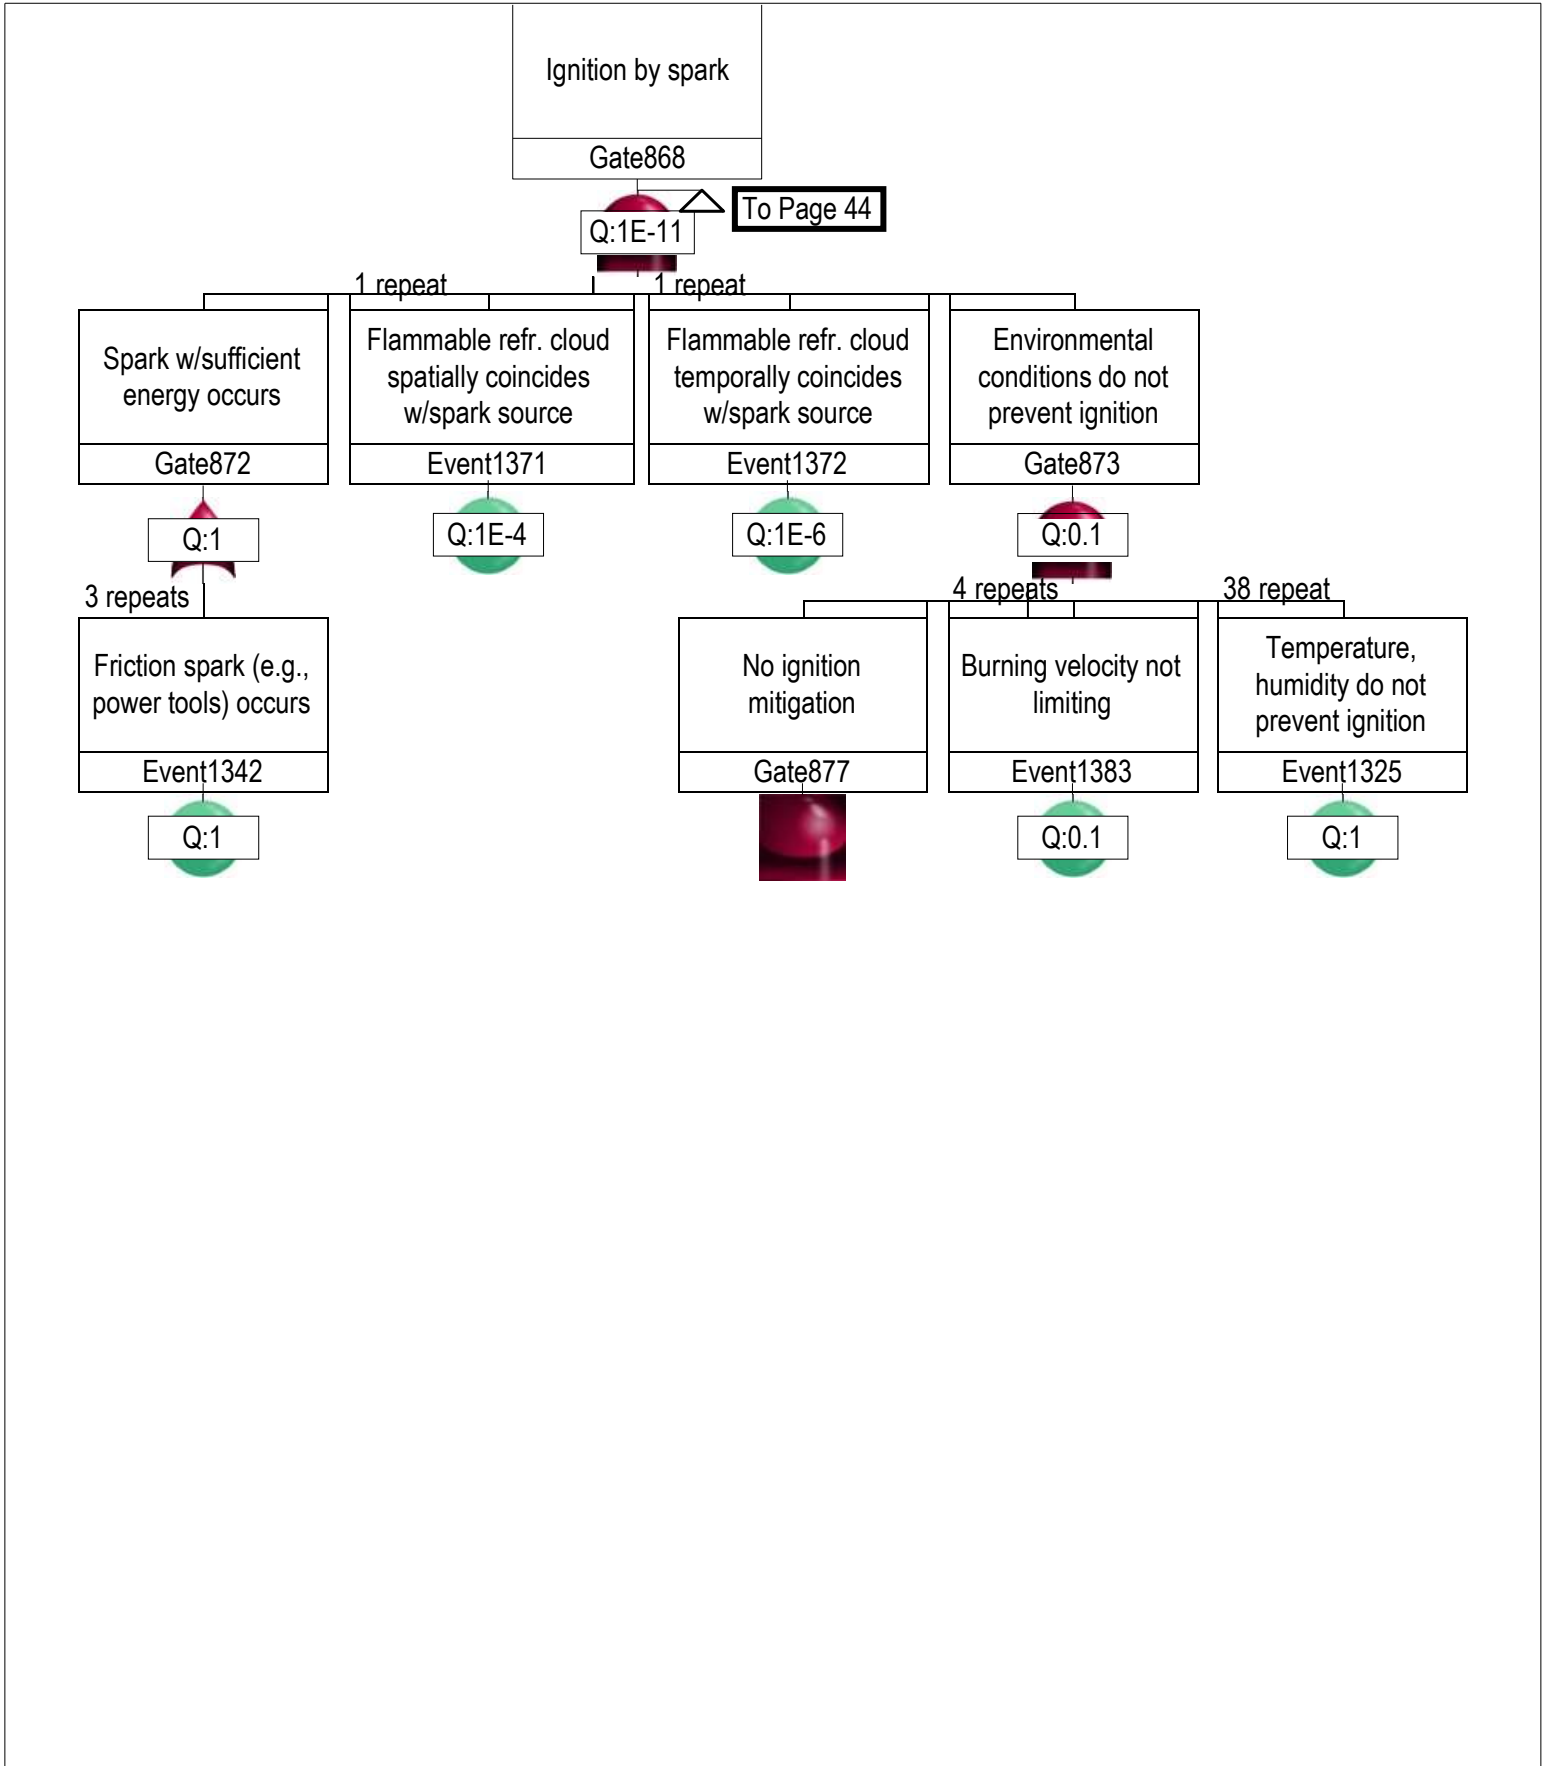 Ignition by spark
Gate868
To Page 44
Q:1E-11
1 repeat
1 repeat
Spark w/sufficient
energy occurs
Gate872
Flammable refr. cloud
spatially coincides
w/spark source
Event1371
Flammable refr. cloud
temporally coincides
w/spark source
Event1372
Environmental
conditions do not
prevent ignition
Gate873
Q:1
Q:1E-4
Q:1E-6
Q:0.1
3 repeats
4 repeats
38 repeat
Friction spark (e.g.,
power tools) occurs
Event1342
No ignition
mitigation
Gate877
Burning velocity not
limiting
Event1383
Temperature,
humidity do not
prevent ignition
Event1325
Q:1
Q:0.1
Q:1